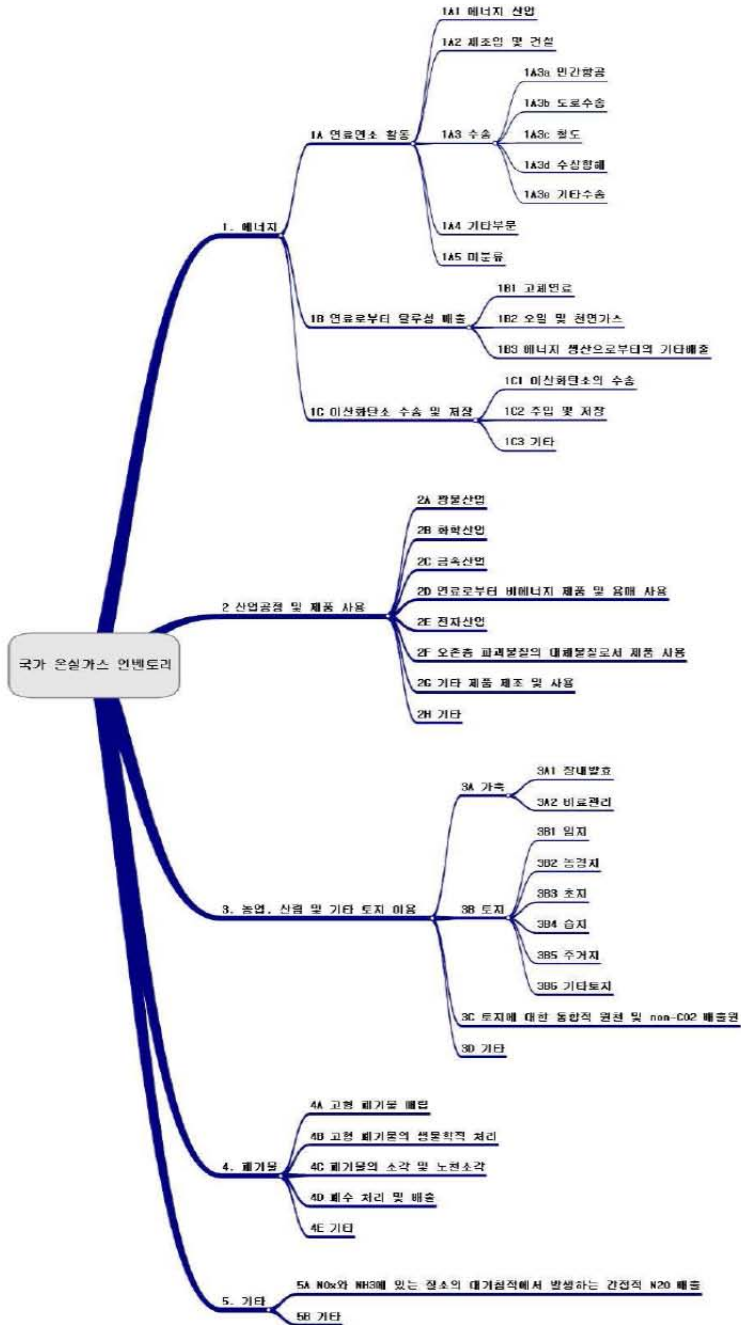 국가 온실가스 인벤토리
1. 에너지
1A 연료연소 활동
1A1 에너지 산업
1A2 제조업 및 건설
1A3 수송
1A3a 민간항공
1A3b 도로수송
1A3c 철도
1A3d 수상항해
1A3e 기타수송
1A4 기타부문
1A5 미분류
1B 연료로부터 탈루성 배출
1B1 고체연료
1B2 오일 및 천연가스
1B3 에너지 생산으로부터의 기타배출
1C 이산화탄소 수송 및 저장
1C1 이산화탄소의 수송
1C2 주입 및 저장
1C3 기타
2 산업공정 및 제품 사용
2A 광물산업
2B 화학산업
2C 금속산업
2D 연료로부터 비에너지 제품 및 용매 사용
2E 전자산업
2F 오존층 파괴물질의 대체물질로서 제품 사용
2G 기타 제품 제조 및 사용
2H 기타
3. 농업, 산림 및 기타 토지 이용
3A 가축
3A1 장내발효
3A2 비료관리
3B 토지
3B1 임지
3B2 농경지
3B3 초지
3B4 습지
3B5 주거지
3B6 기타토지
3C 토지에 대한 통합적 원천 및 non-CO2 배출원
3D 기타
4. 폐기물
4A 고형 폐기물 매립
4B 고형 폐기물의 생물학적 처리
4C 폐기물의 소각 및 노천소각
4D 폐수 처리 및 배출
4E 기타
5. 기타
5A NOx와 NH3에 있는 질소의 대기침적에서 발생하는 간접적 N2O 배출
5B 기타